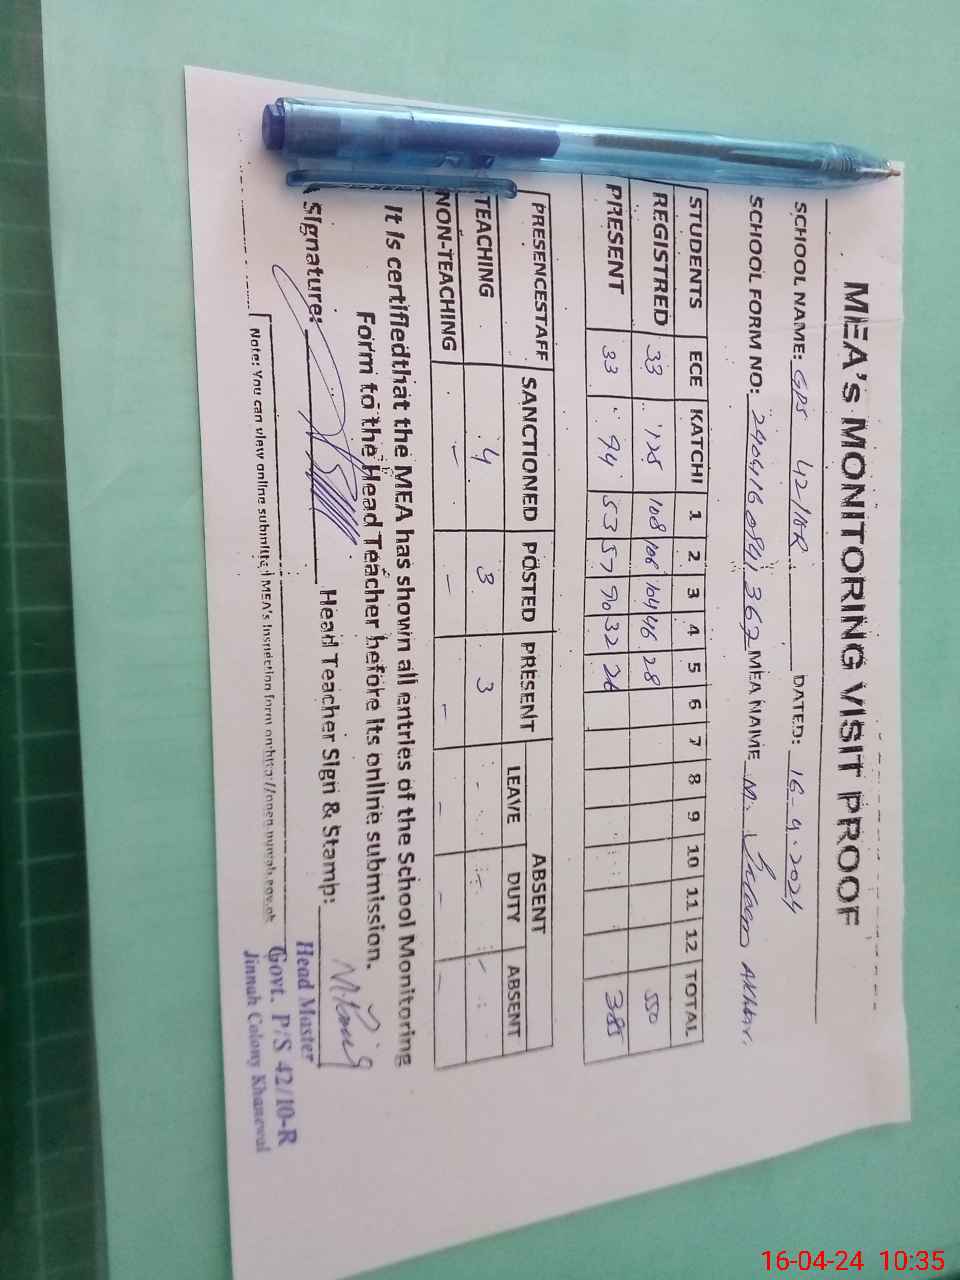 MEA's MONITORING VISIT PROOF
SCHOOL NAME: GPS 42/10R DATED: 16-4-2024
SCHOOL FORM NO: 2404160841362 MEA NAME M. Saleem Akhtar.
STUDENTS ECE KATCHI 1 2 3 4 5 6 7 8 9 10 11 12 TOTAL
REGISTRED 33 125 108 106 104 46 28 550
PRESENT 33 94 53 57 90 32 26 385
PRESENCESTAFF SANCTIONED POSTED PRESENT ABSENT
LEAVE DUTY ABSENT
TEACHING 4 3 3 - - -
NON-TEACHING - - - - - -
It is certifiedthat the MEA has shown all entries of the School Monitoring
Form to the Head Teacher before its online submission.
Signature: Head Teacher Sign & Stamp:
Head Master
Govt. P/S 42/10-R
Jinnah Colony Khanewal
Note: You can view online submitted MEA's Inspection form on
16-04-24 10:35